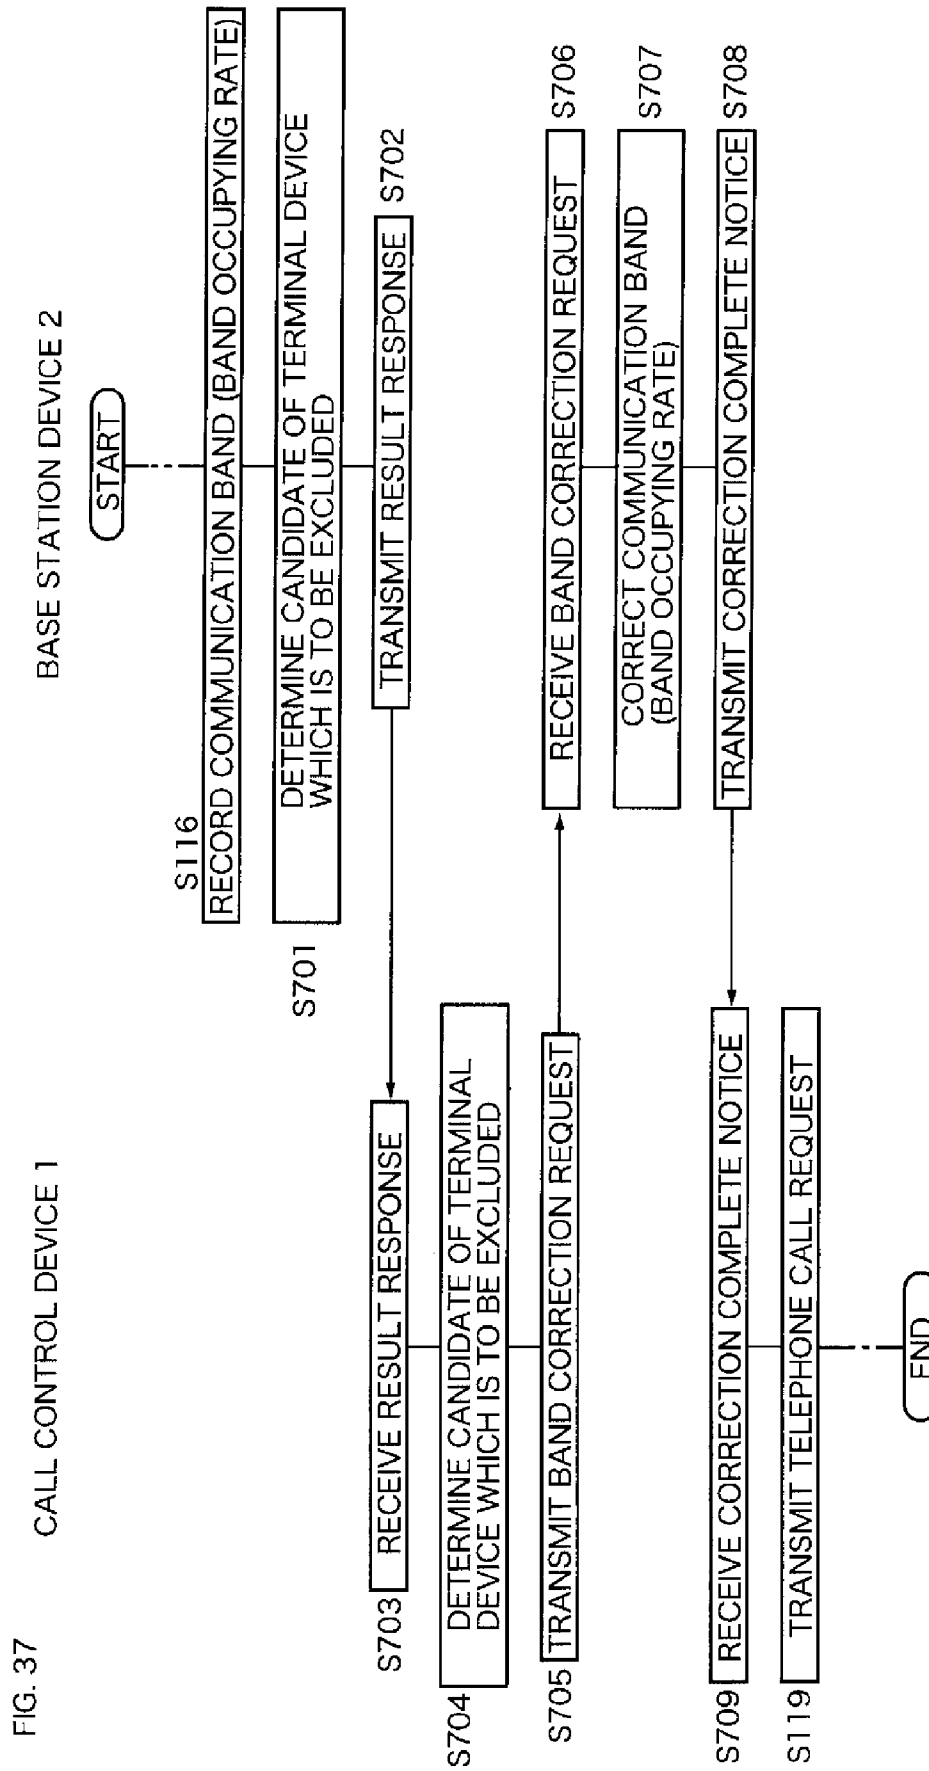 FIG. 37
CALL CONTROL DEVICE 1
BASE STATION DEVICE 2
START
S116
RECORD COMMUNICATION BAND (BAND OCCUPYING RATE)
S701
DETERMINE CANDIDATE OF TERMINAL DEVICE
WHICH IS TO BE EXCLUDED
TRANSMIT RESULT RESPONSE
S702
S703
RECEIVE RESULT RESPONSE
S704
DETERMINE CANDIDATE OF TERMINAL
DEVICE WHICH IS TO BE EXCLUDED
S705
TRANSMIT BAND CORRECTION REQUEST
RECEIVE BAND CORRECTION REQUEST
S706
CORRECT COMMUNICATION BAND
(BAND OCCUPYING RATE)
S707
TRANSMIT CORRECTION COMPLETE NOTICE
S708
S709
RECEIVE CORRECTION COMPLETE NOTICE
S119
TRANSMIT TELEPHONE CALL REQUEST
END